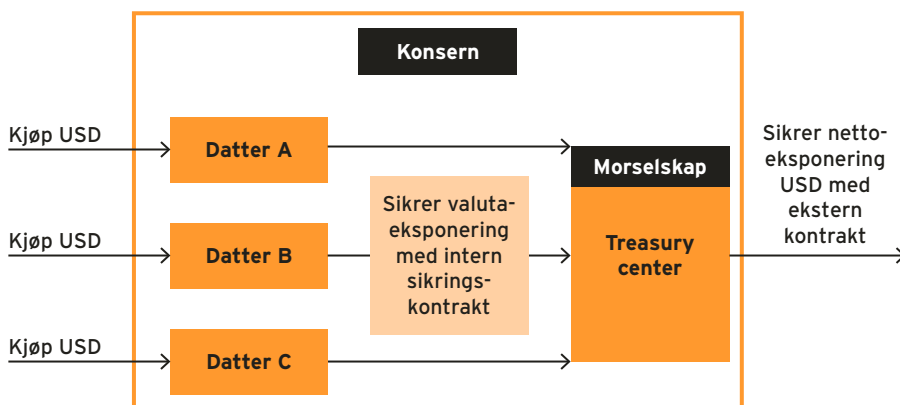 Konsern
Kjøp USD
Datter A
Kjøp USD
Datter B
Kjøp USD
Datter C
Sikrer valuta-
eksponering
med intern
sikrings-
kontrakt
Morselskap
Treasury
center
Sikrer netto-
eksponering
USD med
ekstern
kontrakt